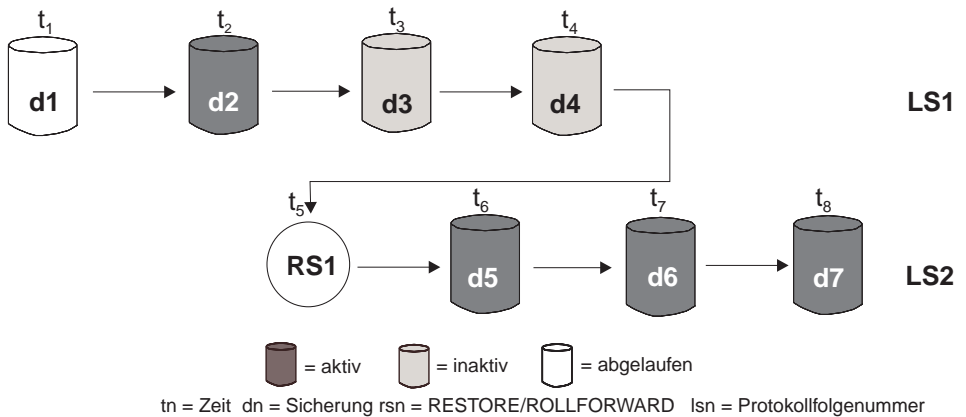 t₁ t₂ t₃ t₄
d1 d2 d3 d4 LS1
t₅ t₆ t₇ t₈
RS1 d5 d6 d7 LS2
= aktiv = inaktiv = abgelaufen
tn = Zeit dn = Sicherung rsn = RESTORE/ROLLFORWARD lsn = Protokollfolgenummer